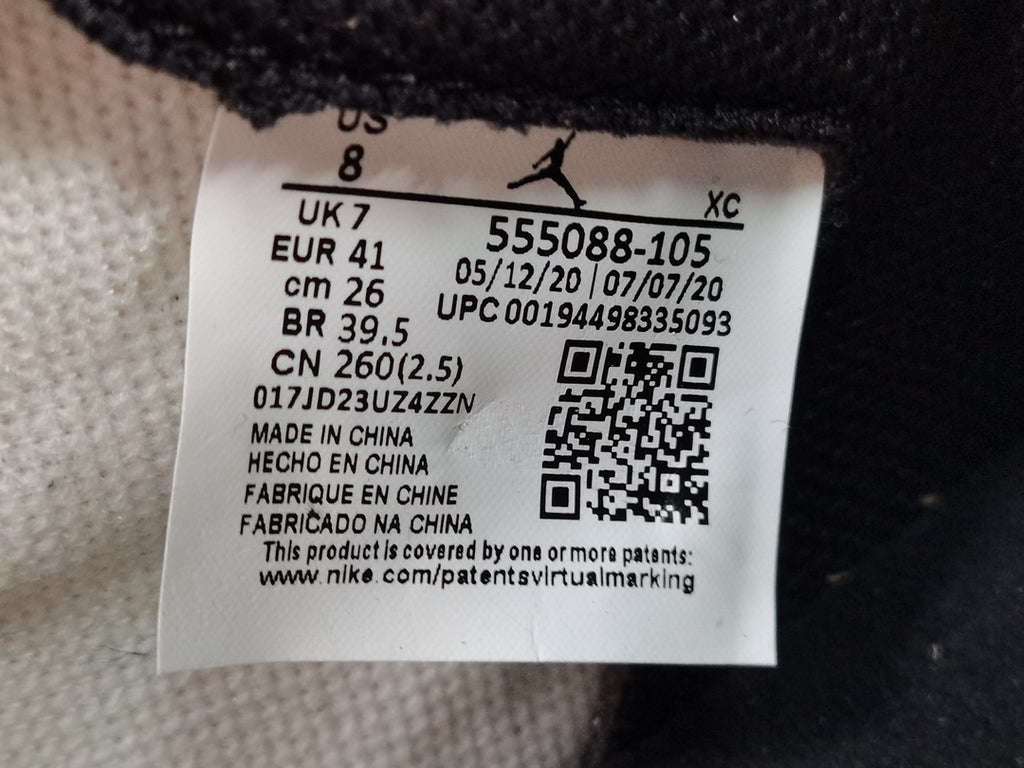 US
8
XC
UK 7
EUR 41
cm 26
BR 39.5
CN 260(2.5)
555088-105
05/12/20 | 07/07/20
UPC 00194498335093
017JD23UZ4ZZN
MADE IN CHINA
HECHO EN CHINA
FABRIQUE EN CHINE
FABRICADO NA CHINA
This product is covered by one or more patents:
www.nike.com/patentsvirtualmarking